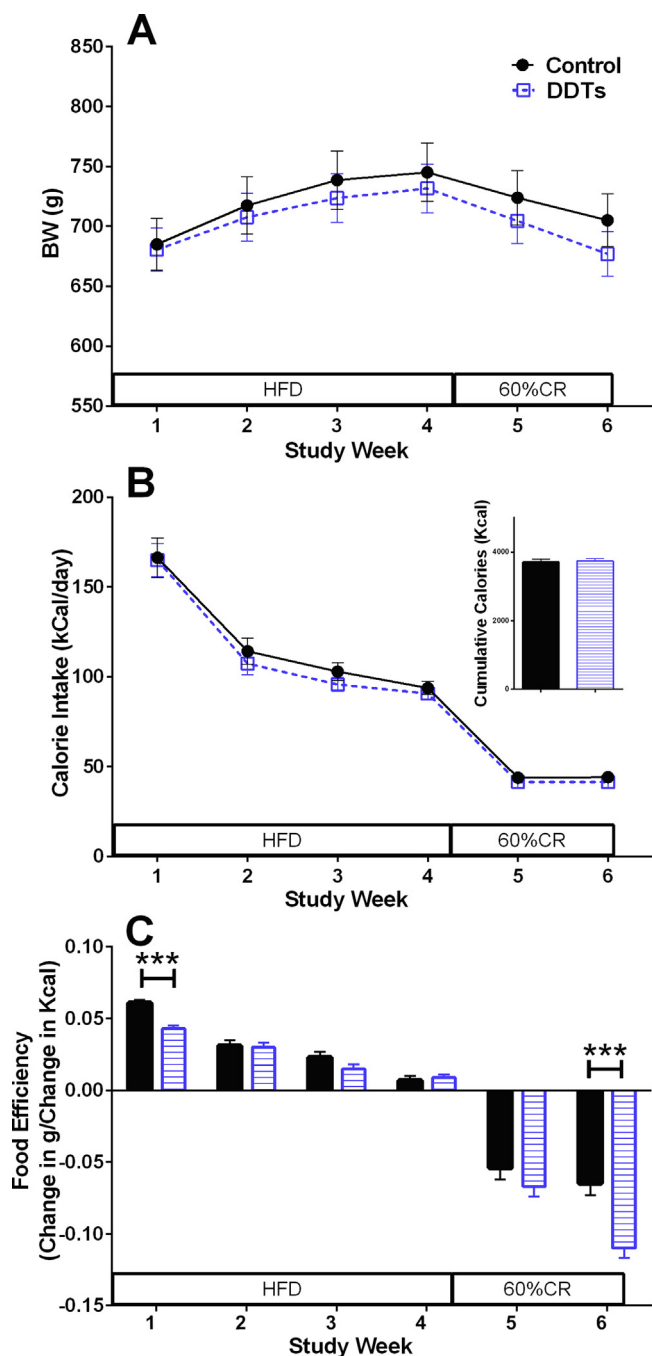 A
850
800
750
700
650
600
550
BW (g)
Control
DDTs
HFD
60%CR
1 2 3 4 5 6
Study Week
B
200
150
100
50
0
Calorie Intake (kCal/day)
Cumulative Calories (Kcal)
4000
2000
0
HFD
60%CR
1 2 3 4 5 6
Study Week
C
0.10
0.05
0.00
-0.05
-0.10
-0.15
Food Efficiency
(Change in g/Change in Kcal)
***
***
HFD
60%CR
1 2 3 4 5 6
Study Week